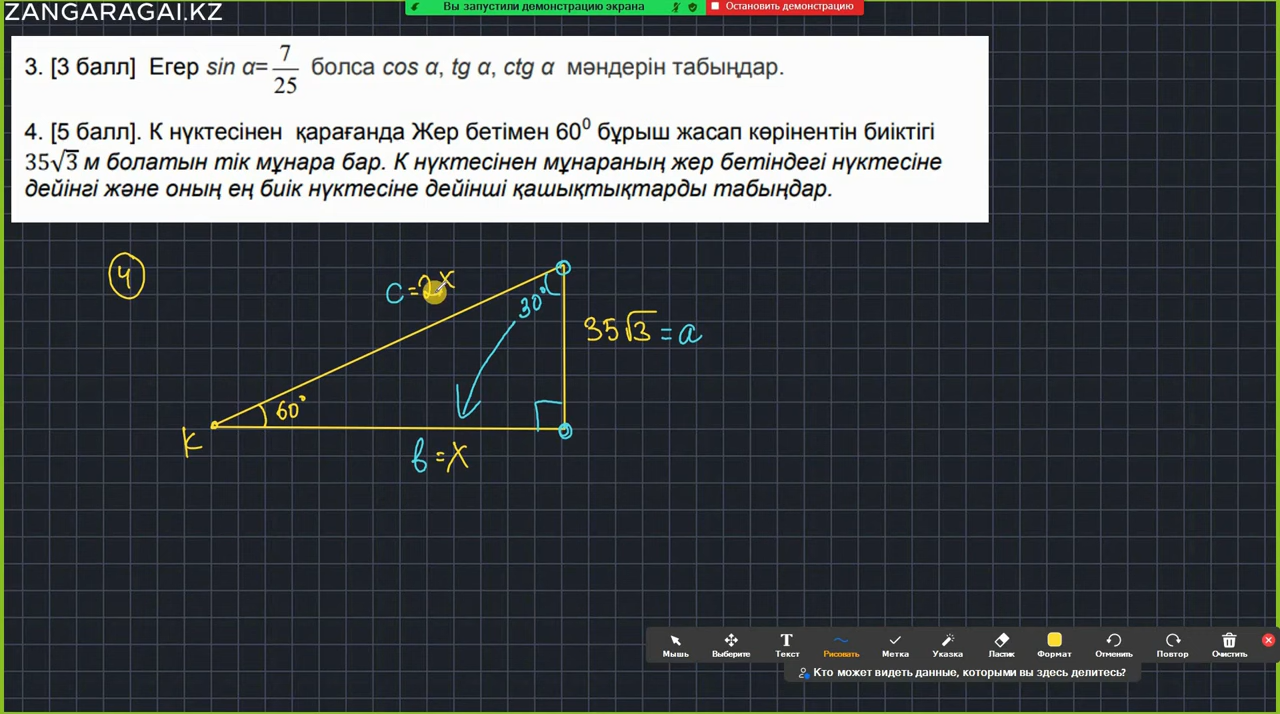 ZANGARAGAI.KZ
Вы запустили демонстрацию экрана
Остановить демонстрацию
3. [3 балл] Егер sin α=7/25 болса cos α, tg α, ctg α мәндерін табыңдар.
4. [5 балл]. К нүктесінен қарағанда Жер бетімен 60⁰ бұрыш жасап көрінентін биіктігі
35√3 м болатын тік мұнара бар. К нүктесінен мұнараның жер бетіндегі нүктесіне
дейінгі және оның ең биік нүктесіне дейінші қашықтықтарды табыңдар.
4
c=2x
30°
35√3=a
60°
K
b=x
Мышь
Выберите
Текст
Рисовать
Метка
Указка
Ластик
Формат
Отменить
Повтор
Очистить
Кто может видеть данные, которыми вы здесь делитесь?